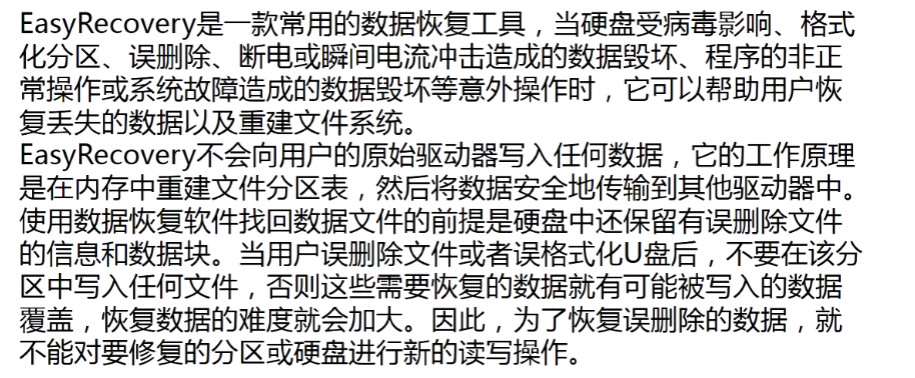 EasyRecovery是一款常用的数据恢复工具，当硬盘受病毒影响、格式
化分区、误删除、断电或瞬间电流冲击造成的数据毁坏、程序的非正
常操作或系统故障造成的数据毁坏等意外操作时，它可以帮助用户恢
复丢失的数据以及重建文件系统。
EasyRecovery不会向用户的原始驱动器写入任何数据，它的工作原理
是在内存中重建文件分区表，然后将数据安全地传输到其他驱动器中。
使用数据恢复软件找回数据文件的前提是硬盘中还保留有误删除文件
的信息和数据块。当用户误删除文件或者误格式化U盘后，不要在该分
区中写入任何文件，否则这些需要恢复的数据就有可能被写入的数据
覆盖，恢复数据的难度就会加大。因此，为了恢复误删除的数据，就
不能对要修复的分区或硬盘进行新的读写操作。